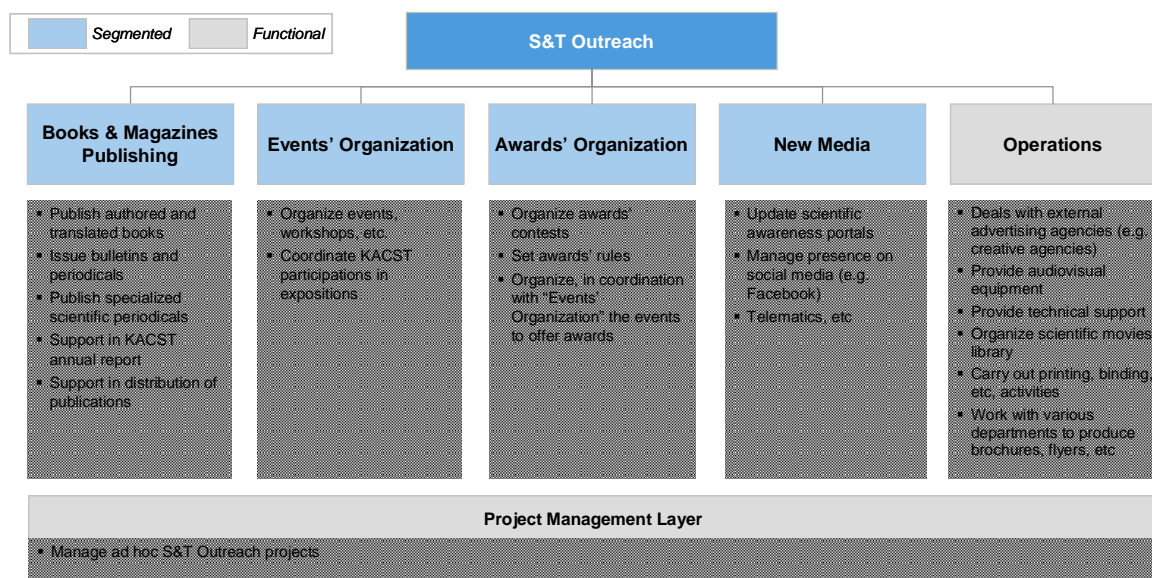 Segmented
Functional
S&T Outreach
Books & Magazines
Publishing
Events' Organization
Awards' Organization
New Media
Operations
▪ Publish authored and
translated books
▪ Issue bulletins and
periodicals
▪ Publish specialized
scientific periodicals
▪ Support in KACST
annual report
▪ Support in distribution of
publications
▪ Organize events,
workshops, etc.
▪ Coordinate KACST
participations in
expositions
▪ Organize awards'
contests
▪ Set awards' rules
▪ Organize, in coordination
with "Events'
Organization" the events
to offer awards
▪ Update scientific
awareness portals
▪ Manage presence on
social media (e.g.
Facebook)
▪ Telematics, etc
▪ Deals with external
advertising agencies (e.g.
creative agencies)
▪ Provide audiovisual
equipment
▪ Provide technical support
▪ Organize scientific movies
library
▪ Carry out printing, binding,
etc, activities
▪ Work with various
departments to produce
brochures, flyers, etc
Project Management Layer
▪ Manage ad hoc S&T Outreach projects